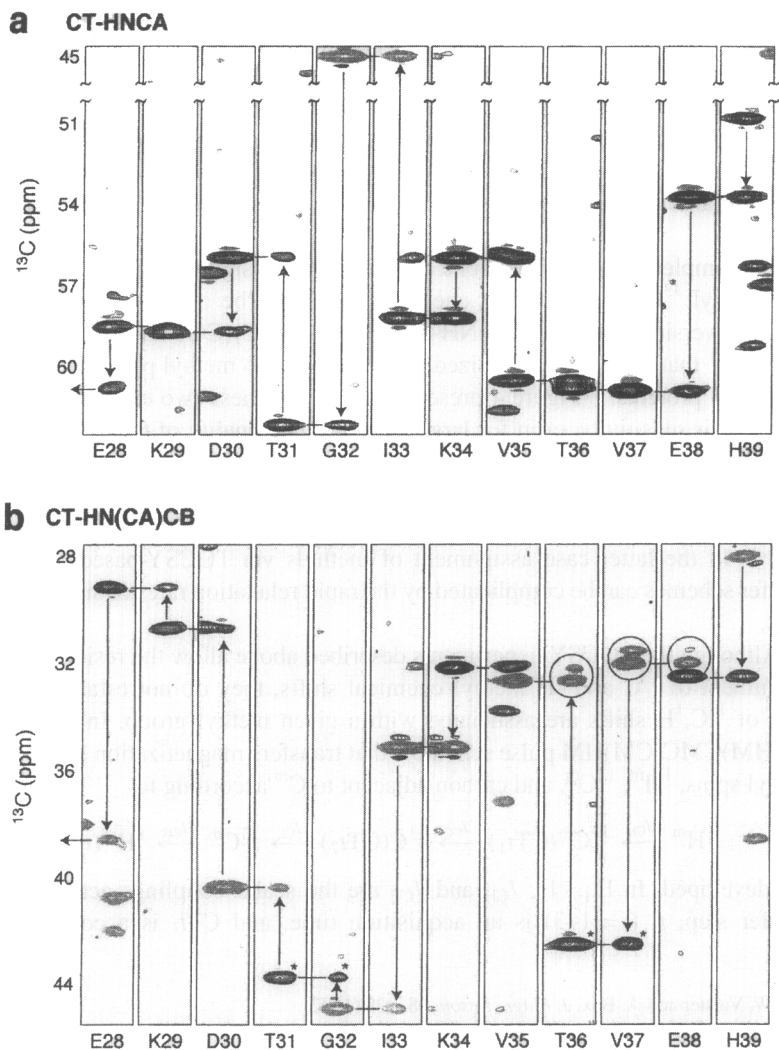 a CT-HNCA
45
51
54
57
60
¹³C (ppm)
E28 K29 D30 T31 G32 I33 K34 V35 T36 V37 E38 H39
b CT-HN(CA)CB
28
32
36
40
44
¹³C (ppm)
* * * *
E28 K29 D30 T31 G32 I33 K34 V35 T36 V37 E38 H39